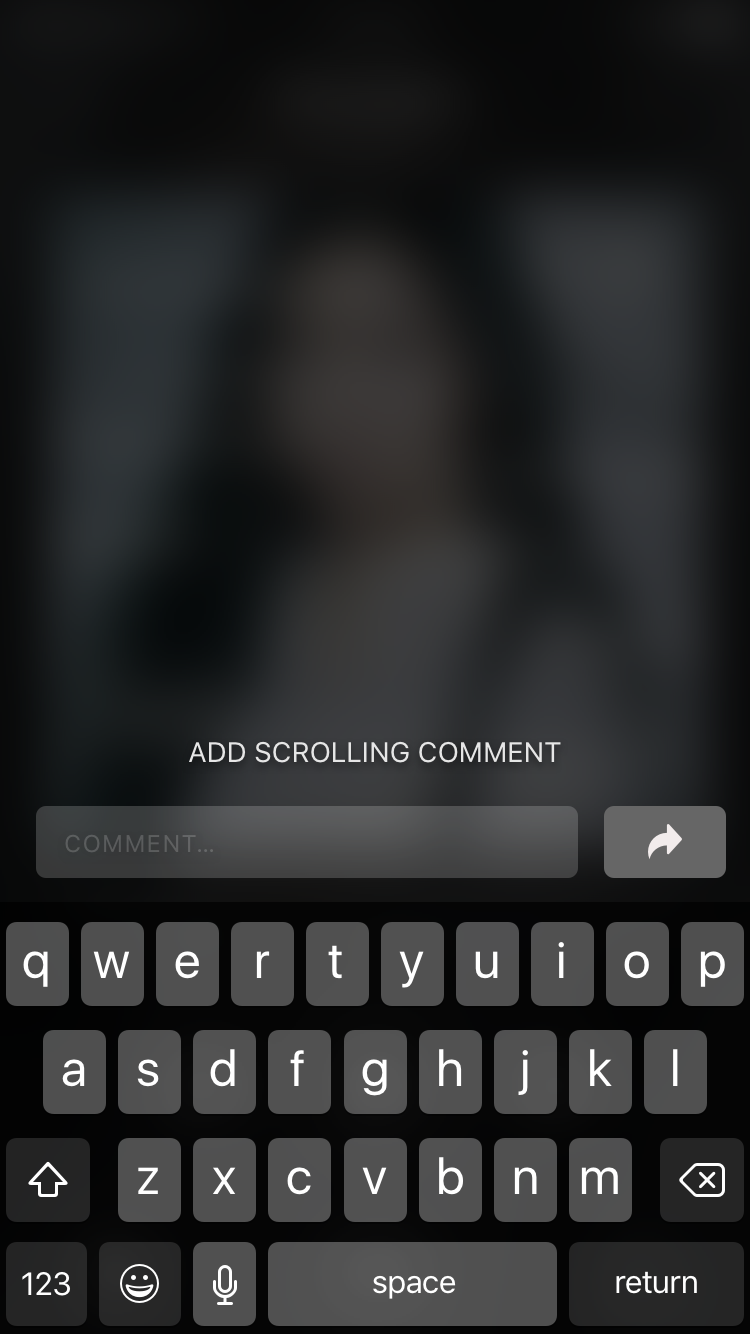 ADD SCROLLING COMMENT
COMMENT...
q w e r t y u i o p
a s d f g h j k l
z x c v b n m
123 space return